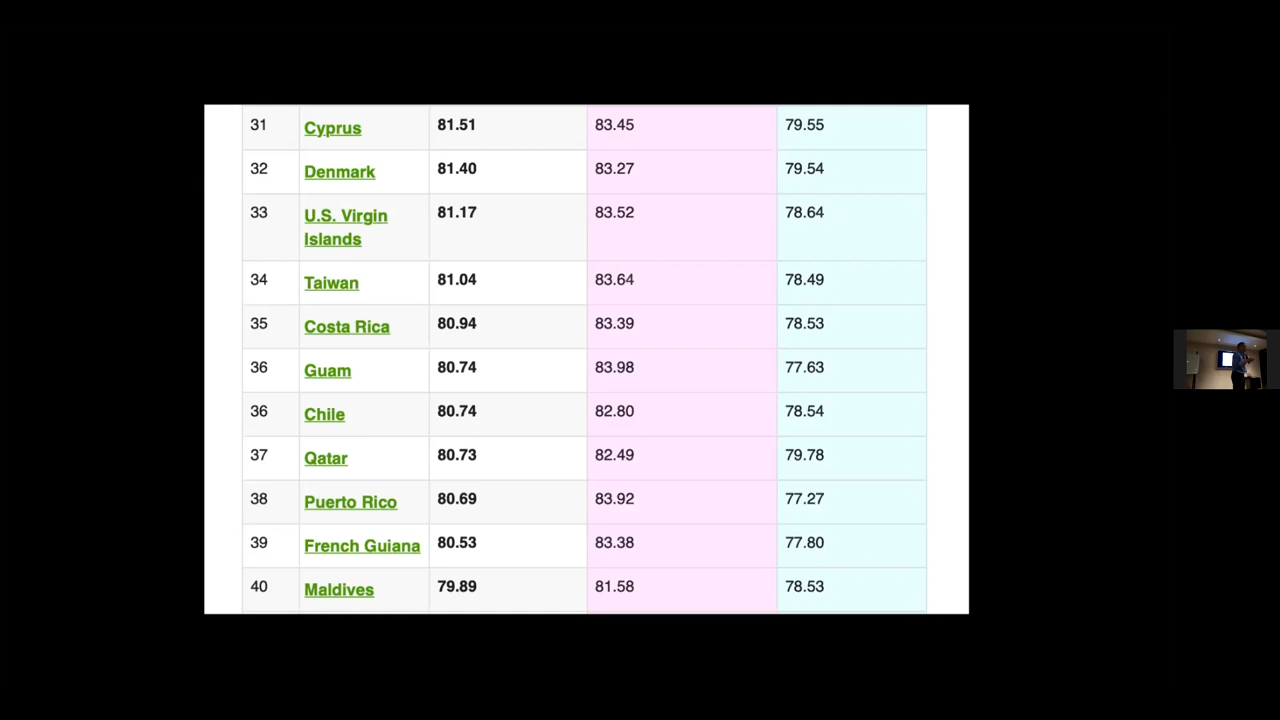 31 Cyprus 81.51 83.45 79.55
32 Denmark 81.40 83.27 79.54
33 U.S. Virgin 81.17 83.52 78.64
Islands
34 Taiwan 81.04 83.64 78.49
35 Costa Rica 80.94 83.39 78.53
36 Guam 80.74 83.98 77.63
36 Chile 80.74 82.80 78.54
37 Qatar 80.73 82.49 79.78
38 Puerto Rico 80.69 83.92 77.27
39 French Guiana 80.53 83.38 77.80
40 Maldives 79.89 81.58 78.53